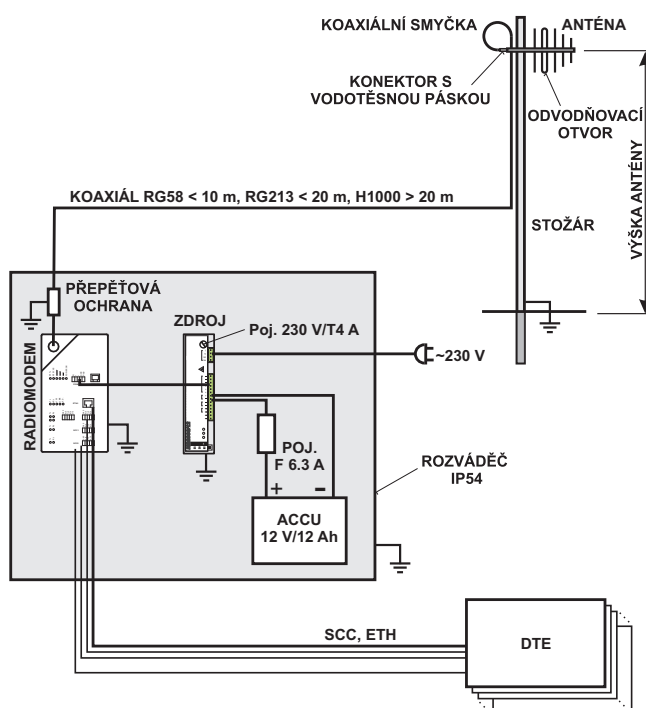 KOAXIÁLNÍ SMYČKA
ANTÉNA
KONEKTOR S
VODOTĚSNOU PÁSKOU
ODVODŇOVACÍ
OTVOR
VÝŠKA ANTÉNY
KOAXIÁL RG58 < 10 m, RG213 < 20 m, H1000 > 20 m
STOŽÁR
PŘEPĚŤOVÁ
OCHRANA
ZDROJ
Poj. 230 V/T4 A
~230 V
RADIOMODEM
POJ.
F 6.3 A
+ –
ACCU
12 V/12 Ah
ROZVÁDĚČ
IP54
SCC, ETH
DTE